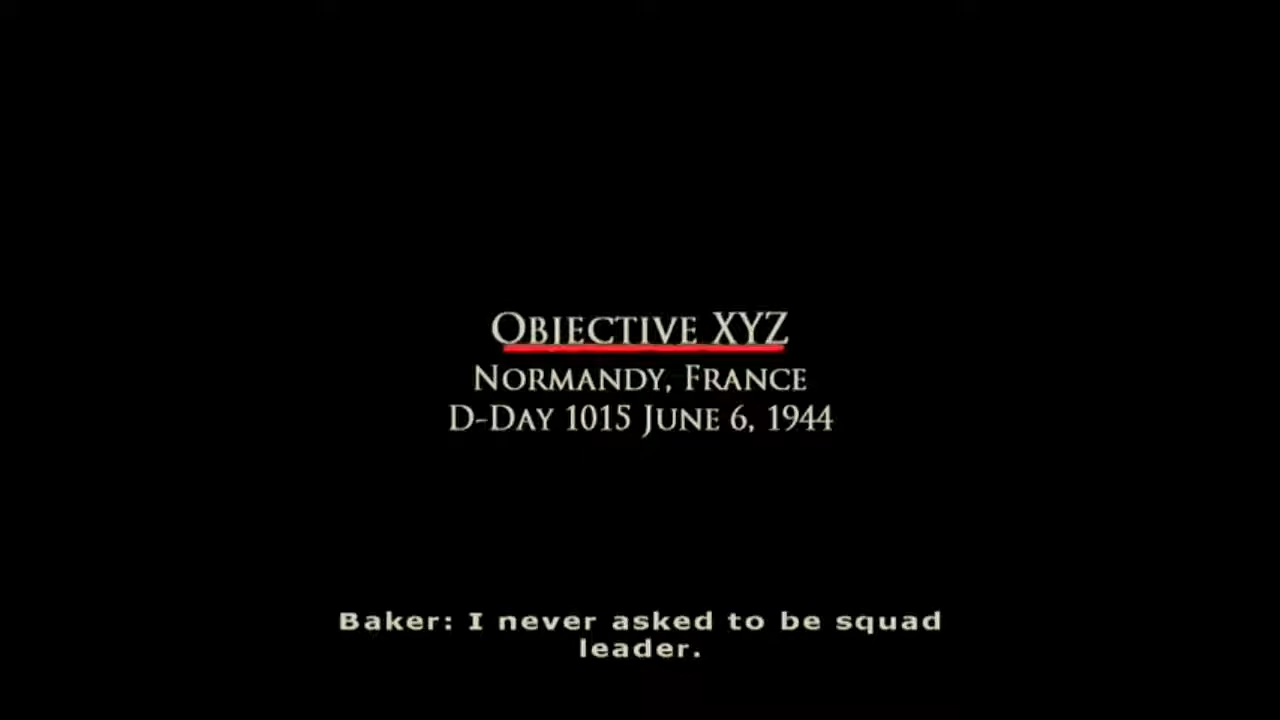 Objective XYZ
Normandy, France
D-Day 1015 June 6, 1944
Baker: I never asked to be squad
leader.